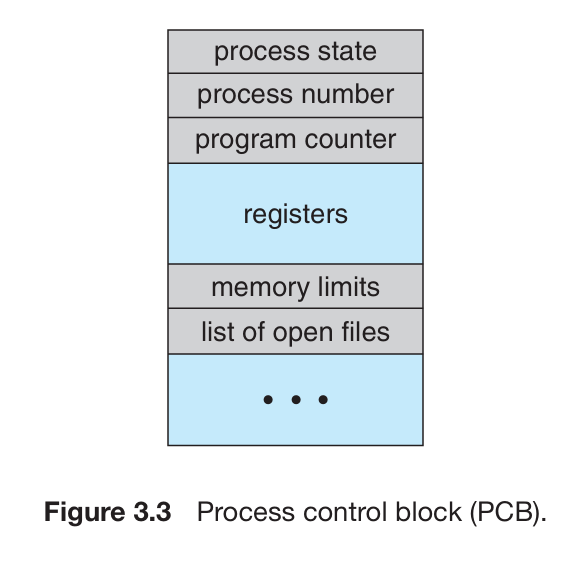 process state
process number
program counter
registers
memory limits
list of open files
• • •
Figure 3.3 Process control block (PCB).